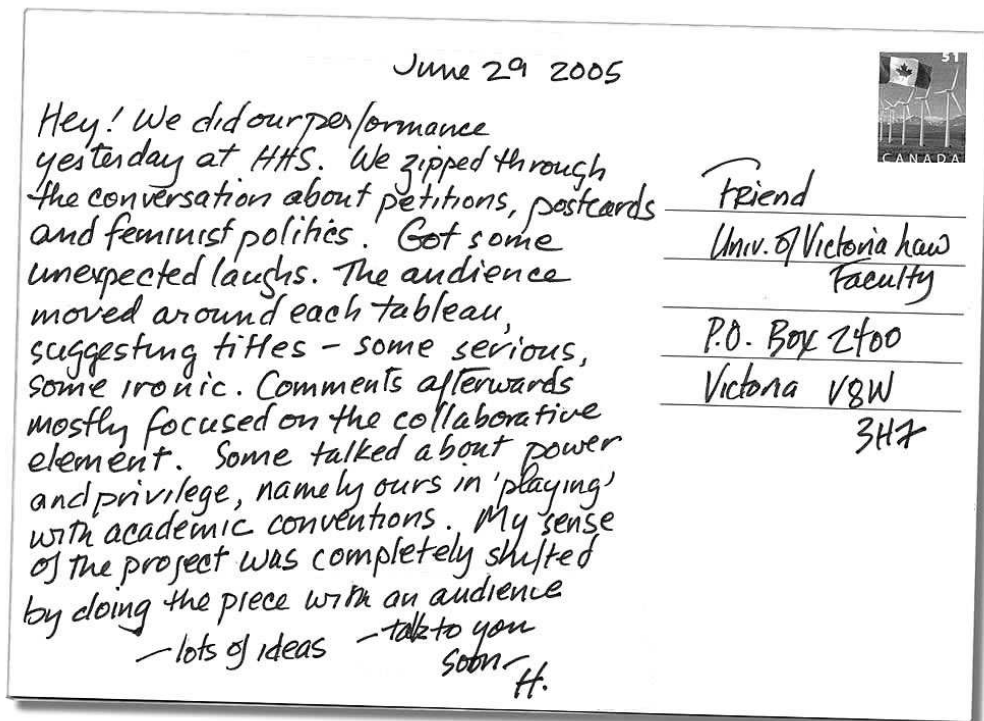 June 29 2005
51
CANADA
Hey! We did our performance
yesterday at HHS. We zipped through
the conversation about petitions, postcards
and feminist politics. Got some
unexpected laughs. The audience
moved around each tableau,
suggesting titles – some serious,
some ironic. Comments afterwards
mostly focused on the collaborative
element. Some talked about power
and privilege, namely ours in 'playing'
with academic conventions. My sense
of the project was completely shifted
by doing the piece with an audience
– lots of ideas – talk to you
soon –
H.
Friend
Univ. of Victoria Law
Faculty
P.O. Box 2400
Victoria V8W
3H7